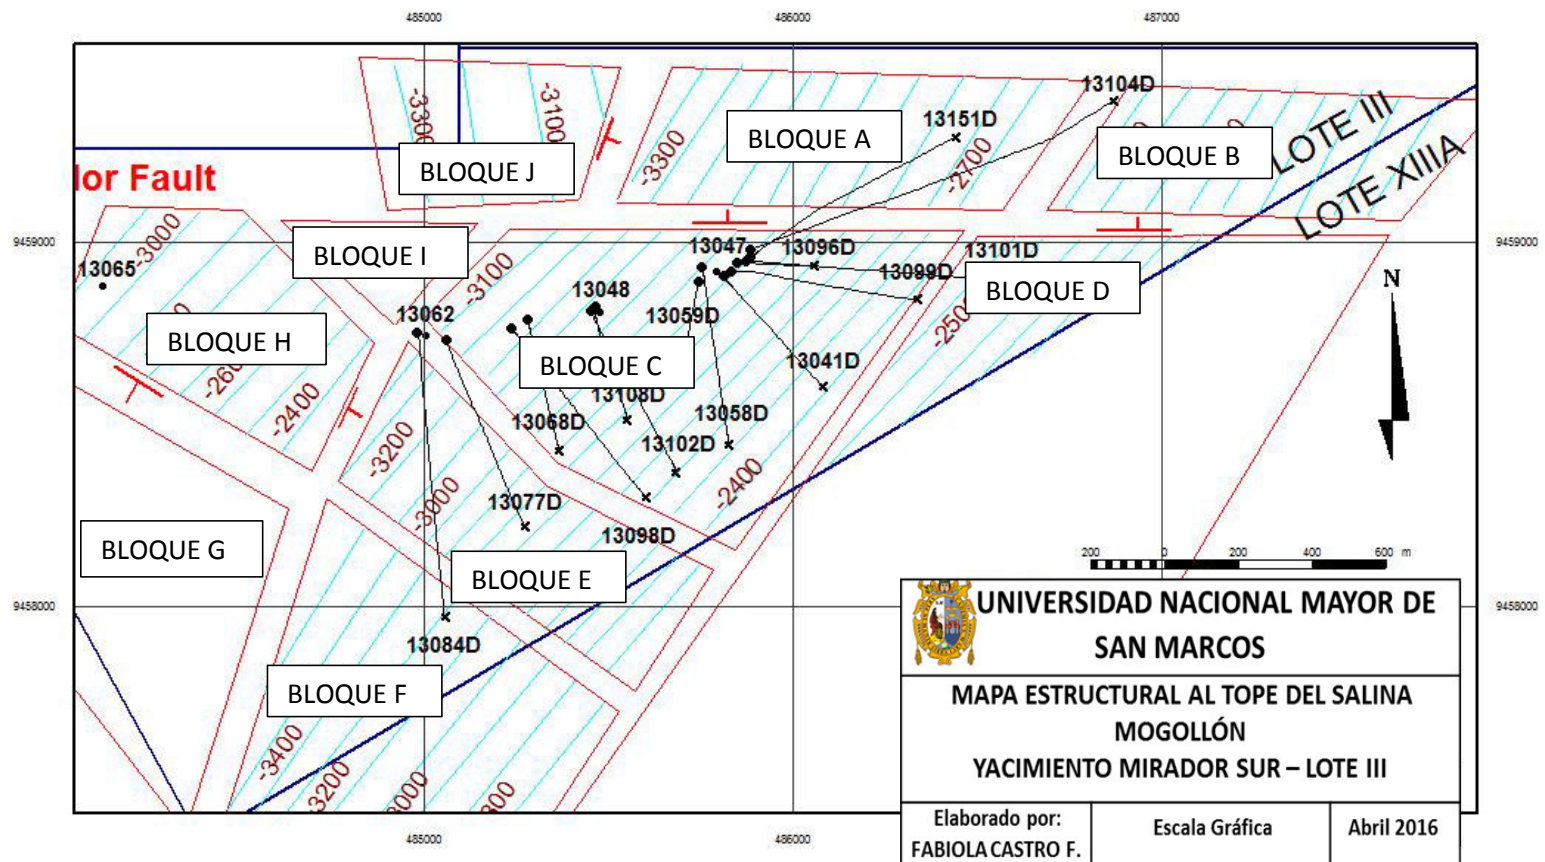 485000
486000
487000
13104D
-3300
-3100
13151D
LOTE III
BLOQUE A
-3300
BLOQUE B
BLOQUE J
-2700
lor Fault
LOTE XIIIA
-3000
9459000
9459000
13047
13096D
13101D
BLOQUE I
-3100
13065
13099D
N
13048
BLOQUE D
13062
13059D
-2500
BLOQUE H
BLOQUE C
13041D
-2400
13108D
13068D
13058D
-3200
13102D
-2400
-3000
13077D
13098D
BLOQUE G
200 0 200 400 600 m
BLOQUE E
9458000
9458000
UNIVERSIDAD NACIONAL MAYOR DE
SAN MARCOS
13084D
BLOQUE F
MAPA ESTRUCTURAL AL TOPE DEL SALINA
MOGOLLÓN
YACIMIENTO MIRADOR SUR – LOTE III
-3400
-3200
Elaborado por:
FABIOLA CASTRO F.
Escala Gráfica
Abril 2016
485000
486000